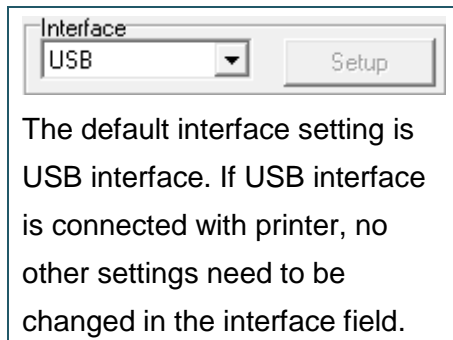 Interface
USB
Setup
The default interface setting is
USB interface. If USB interface
is connected with printer, no
other settings need to be
changed in the interface field.